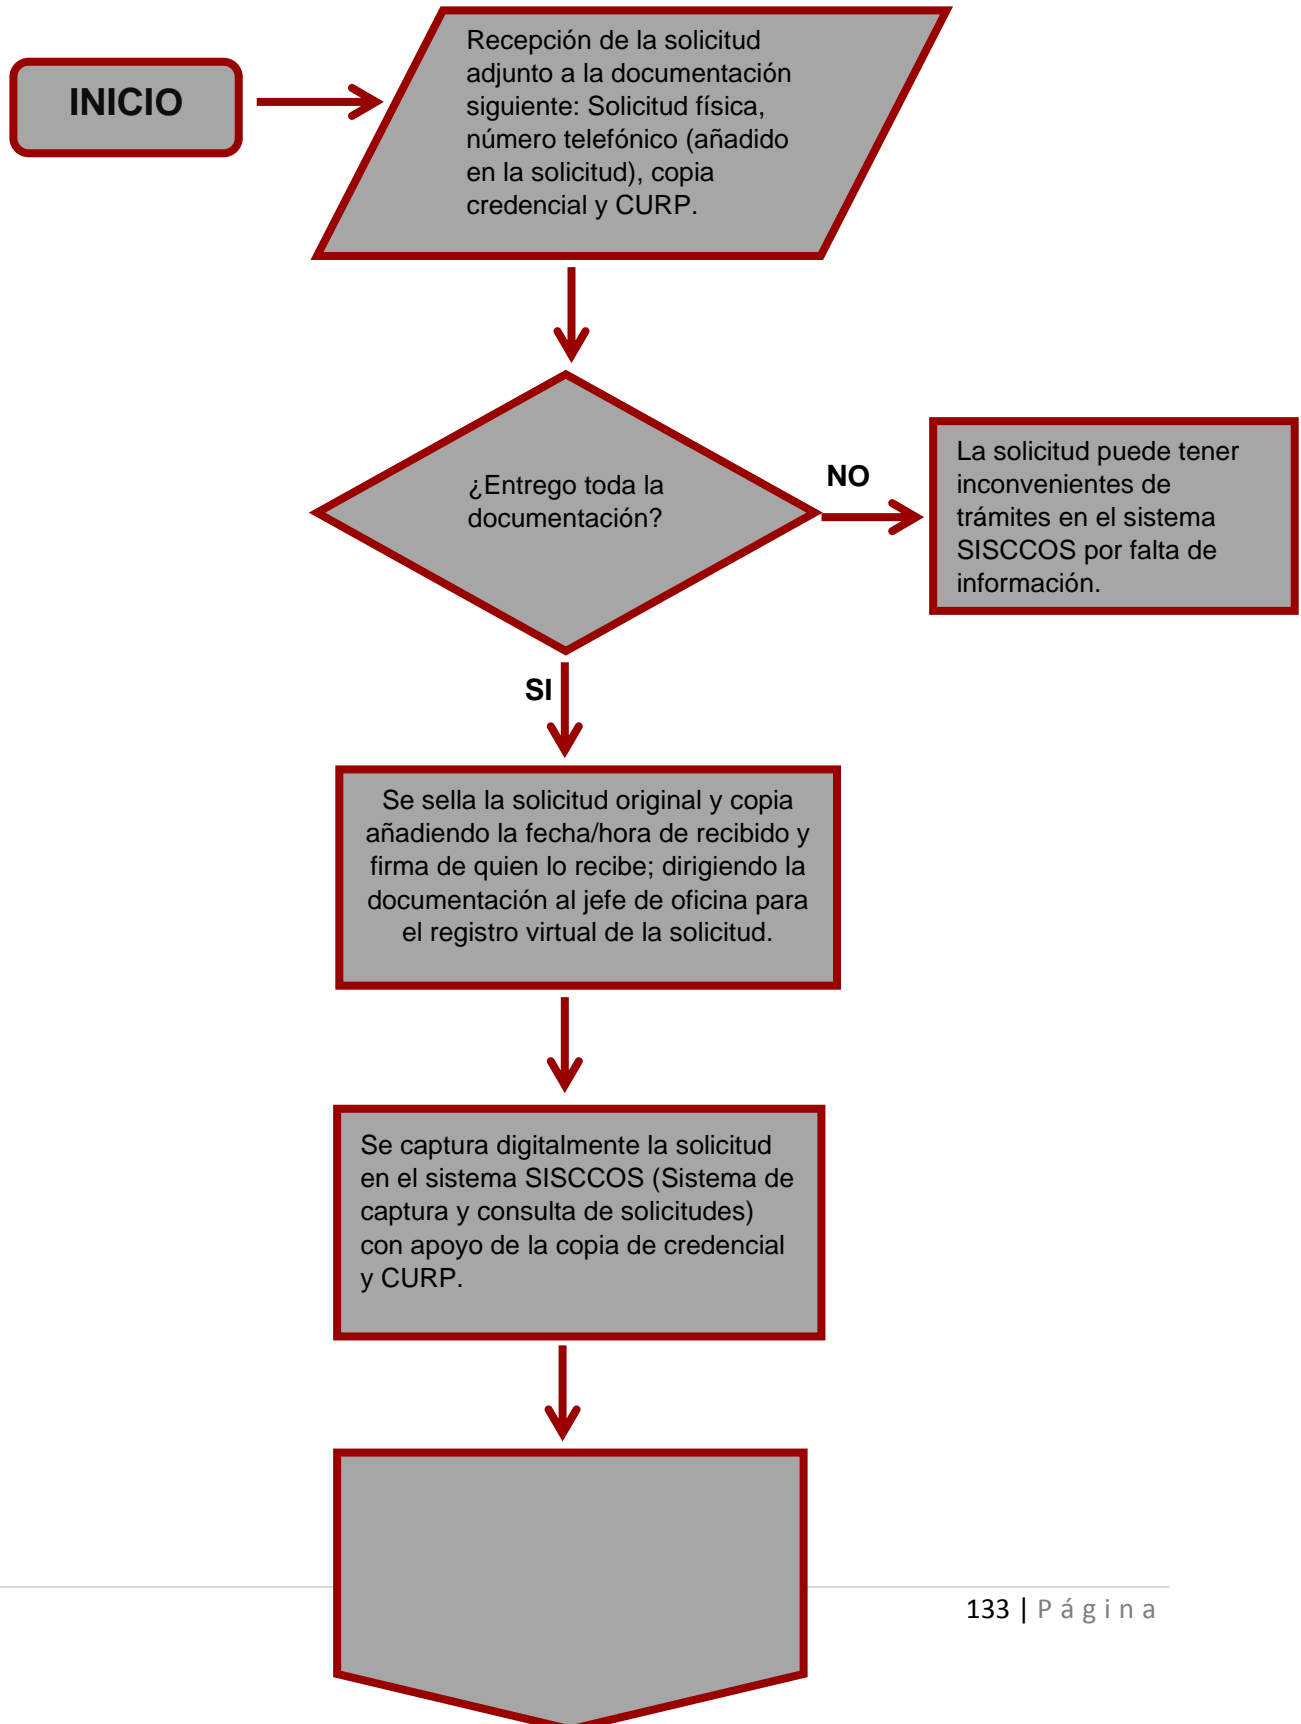 INICIO
Recepción de la solicitud
adjunto a la documentación
siguiente: Solicitud física,
número telefónico (añadido
en la solicitud), copia
credencial y CURP.
¿Entrego toda la
documentación?
NO
La solicitud puede tener
inconvenientes de
trámites en el sistema
SISCCOS por falta de
información.
SI
Se sella la solicitud original y copia
añadiendo la fecha/hora de recibido y
firma de quien lo recibe; dirigiendo la
documentación al jefe de oficina para
el registro virtual de la solicitud.
Se captura digitalmente la solicitud
en el sistema SISCCOS (Sistema de
captura y consulta de solicitudes)
con apoyo de la copia de credencial
y CURP.
133 | Página